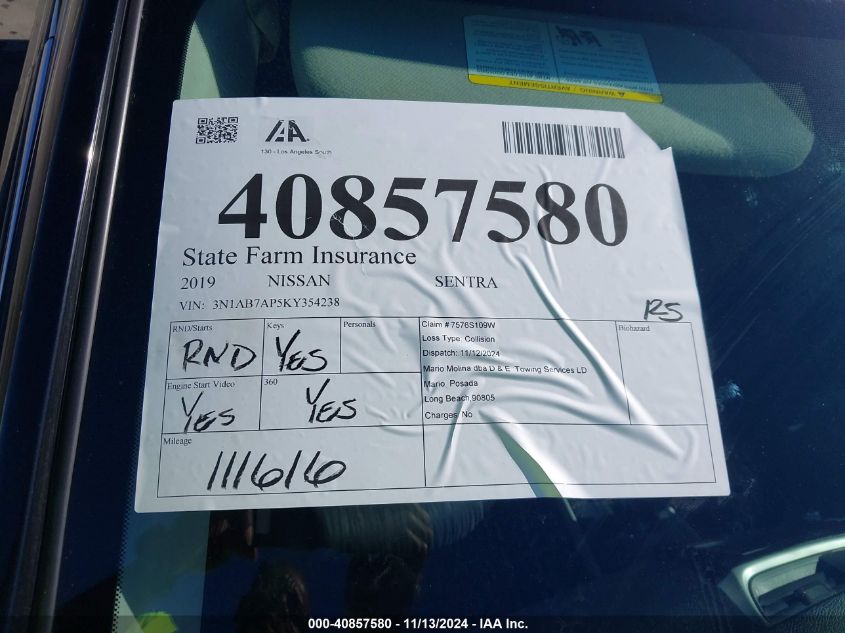 WARNING / ADVERTISEMENT
IAA
130 - Los Angeles South
40857580
State Farm Insurance
2019 NISSAN SENTRA
VIN: 3N1AB7AP5KY354238
RS
RND/Starts
RND
Keys
YES
Personals
Claim # 7576S109W
Loss Type: Collision
Dispatch: 11/12/2024
Mario Molina dba D & E Towing Services LD
Mario Posada
Long Beach,90805
Charges: No
Biohazard
Engine Start Video
YES
360
YES
Mileage
111616
000-40857580 - 11/13/2024 - IAA Inc.